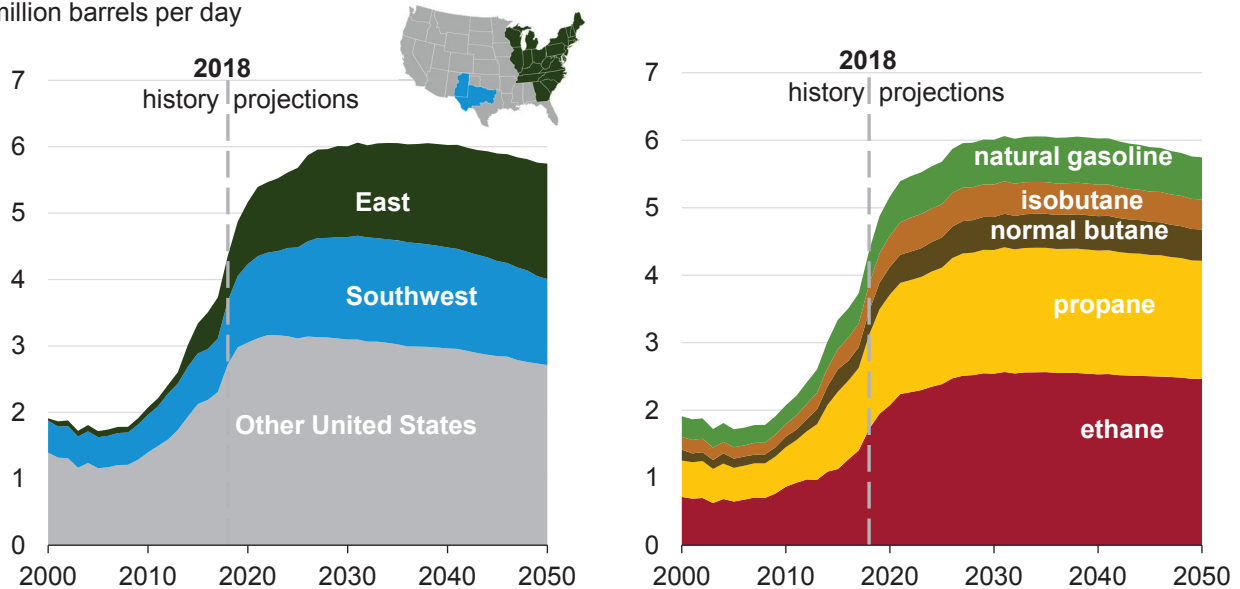 million barrels per day
2018
history projections
7
6
5
4
3
2
1
0
East
Southwest
Other United States
2000 2010 2020 2030 2040 2050
2018
history projections
7
6
5
4
3
2
1
0
natural gasoline
isobutane
normal butane
propane
ethane
2000 2010 2020 2030 2040 2050